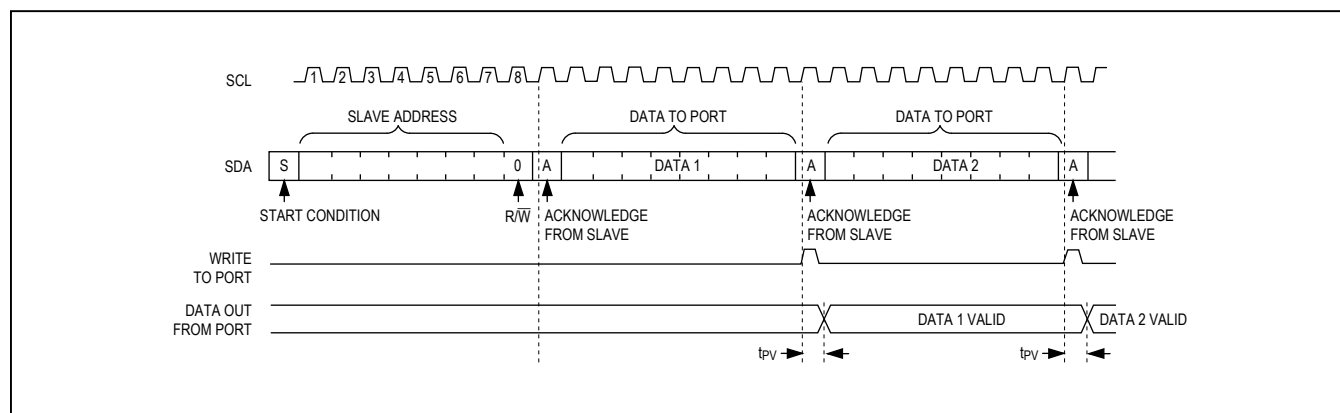 SCL
1 2 3 4 5 6 7 8
SLAVE ADDRESS DATA TO PORT DATA TO PORT
SDA S 0 A DATA 1 A DATA 2 A
START CONDITION R/W̅ ACKNOWLEDGE FROM SLAVE ACKNOWLEDGE FROM SLAVE ACKNOWLEDGE FROM SLAVE
WRITE
TO PORT
DATA OUT
FROM PORT
DATA 1 VALID DATA 2 VALID
tPV tPV